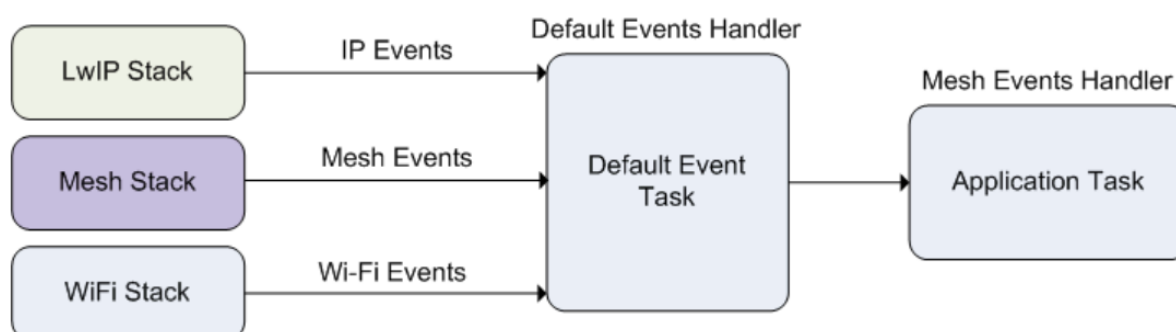 Default Events Handler
LwIP Stack
IP Events
Mesh Events Handler
Mesh Stack
Mesh Events
Default Event
Task
Application Task
WiFi Stack
Wi-Fi Events